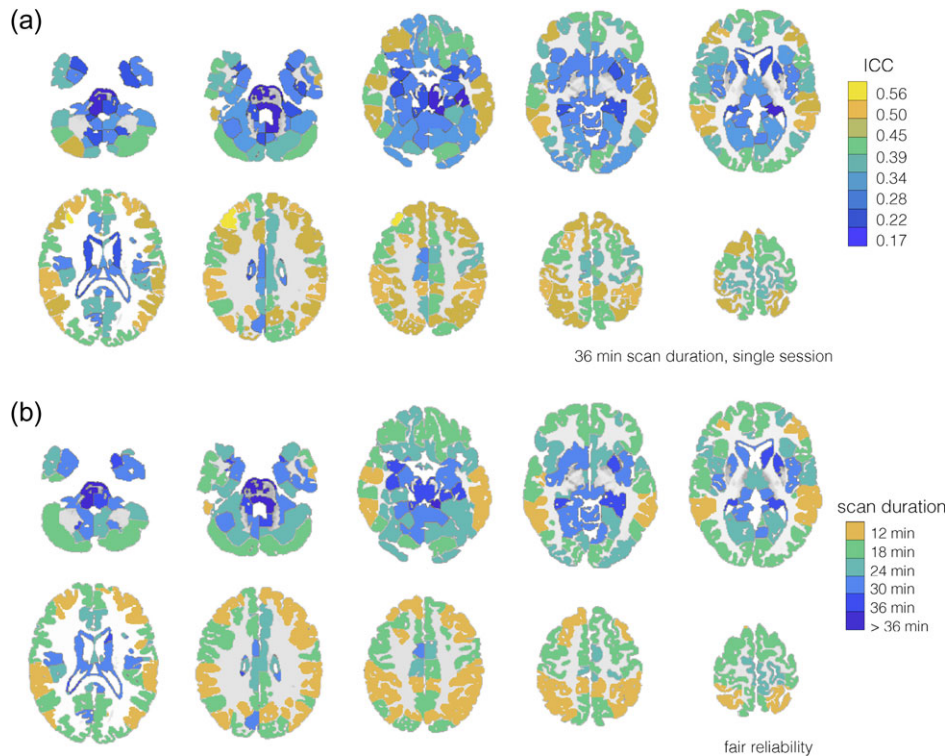 (a)
ICC
0.56
0.50
0.45
0.39
0.34
0.28
0.22
0.17
36 min scan duration, single session
(b)
scan duration
12 min
18 min
24 min
30 min
36 min
> 36 min
fair reliability